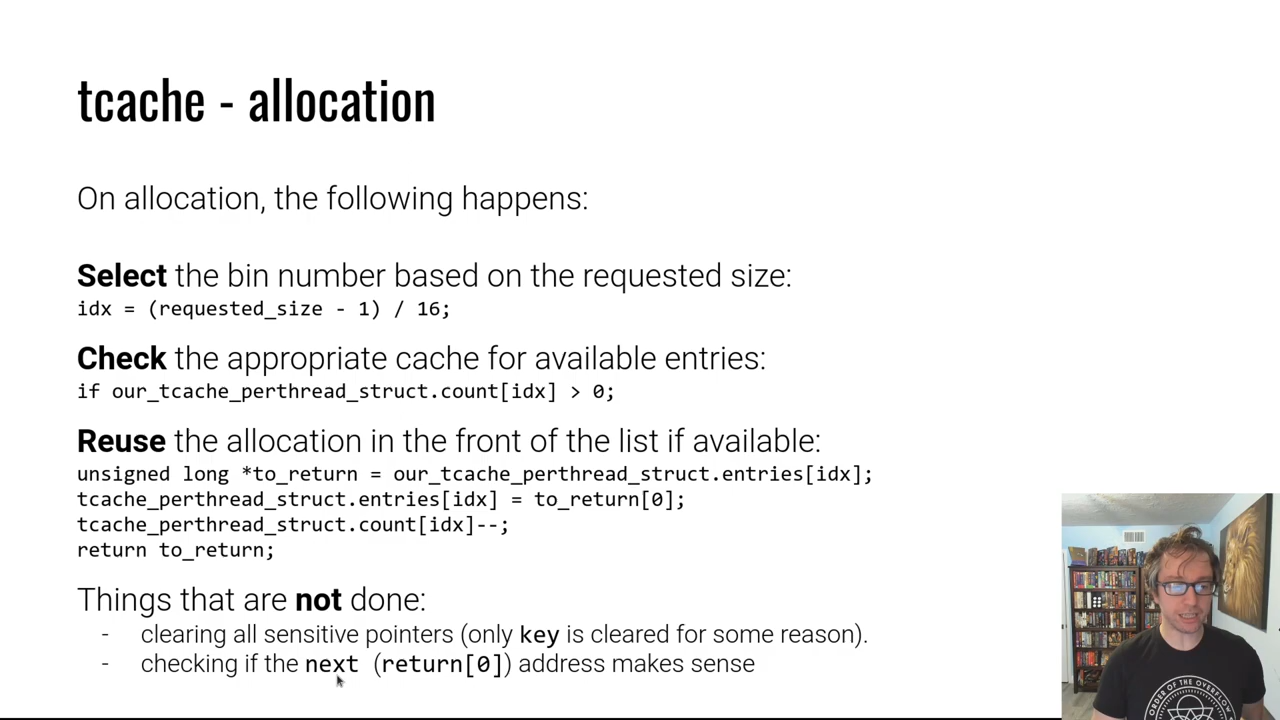 tcache - allocation
On allocation, the following happens:
Select the bin number based on the requested size:
idx = (requested_size - 1) / 16;
Check the appropriate cache for available entries:
if our_tcache_perthread_struct.count[idx] > 0;
Reuse the allocation in the front of the list if available:
unsigned long *to_return = our_tcache_perthread_struct.entries[idx];
tcache_perthread_struct.entries[idx] = to_return[0];
tcache_perthread_struct.count[idx]--;
return to_return;
Things that are not done:
- clearing all sensitive pointers (only key is cleared for some reason).
- checking if the next (return[0]) address makes sense
ORDER OF THE OVERFLOW